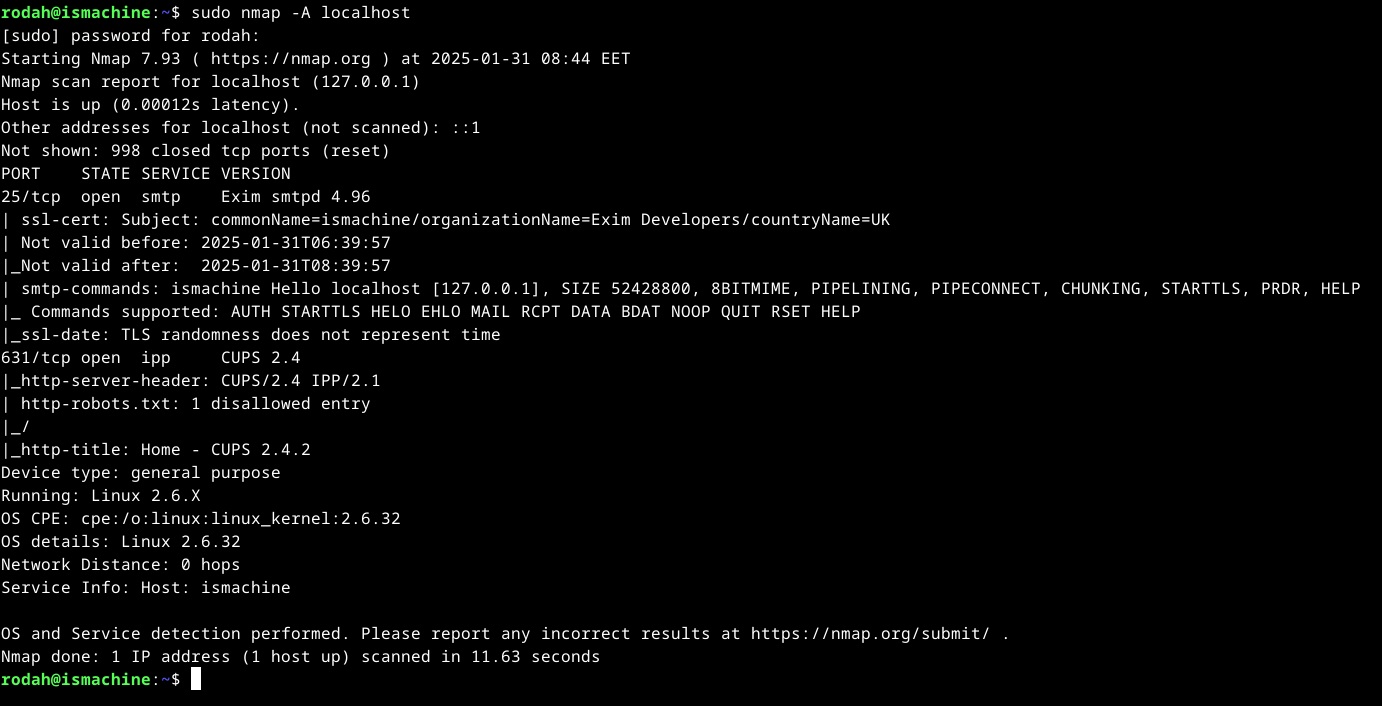 rodah@ismachine:~$ sudo nmap -A localhost
[sudo] password for rodah:
Starting Nmap 7.93 ( https://nmap.org ) at 2025-01-31 08:44 EET
Nmap scan report for localhost (127.0.0.1)
Host is up (0.00012s latency).
Other addresses for localhost (not scanned): ::1
Not shown: 998 closed tcp ports (reset)
PORT    STATE SERVICE VERSION
25/tcp  open  smtp    Exim smtpd 4.96
| ssl-cert: Subject: commonName=ismachine/organizationName=Exim Developers/countryName=UK
| Not valid before: 2025-01-31T06:39:57
|_Not valid after:  2025-01-31T08:39:57
| smtp-commands: ismachine Hello localhost [127.0.0.1], SIZE 52428800, 8BITMIME, PIPELINING, PIPECONNECT, CHUNKING, STARTTLS, PRDR, HELP
|_ Commands supported: AUTH STARTTLS HELO EHLO MAIL RCPT DATA BDAT NOOP QUIT RSET HELP
|_ssl-date: TLS randomness does not represent time
631/tcp open  ipp     CUPS 2.4
|_http-server-header: CUPS/2.4 IPP/2.1
| http-robots.txt: 1 disallowed entry
|_/
|_http-title: Home - CUPS 2.4.2
Device type: general purpose
Running: Linux 2.6.X
OS CPE: cpe:/o:linux:linux_kernel:2.6.32
OS details: Linux 2.6.32
Network Distance: 0 hops
Service Info: Host: ismachine

OS and Service detection performed. Please report any incorrect results at https://nmap.org/submit/ .
Nmap done: 1 IP address (1 host up) scanned in 11.63 seconds
rodah@ismachine:~$